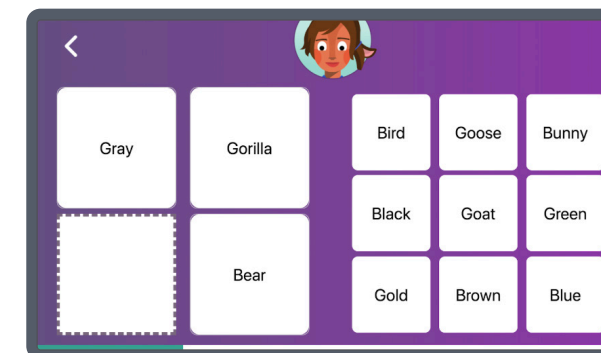 Gray
Gorilla
Bear
Bird
Goose
Bunny
Black
Goat
Green
Gold
Brown
Blue